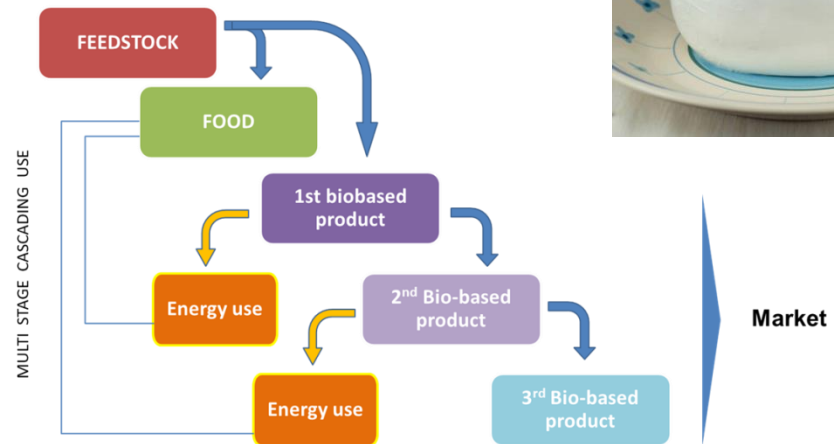 FEEDSTOCK
FOOD
1st biobased
product
Energy use
2nd Bio-based
product
Energy use
3rd Bio-based
product
MULTI STAGE CASCADING USE
Market